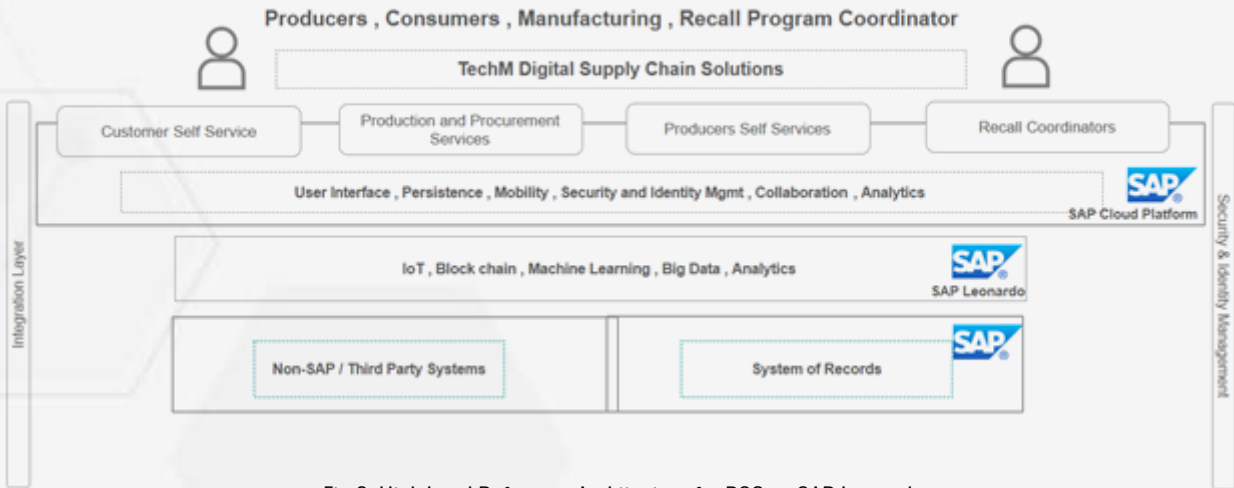 Producers , Consumers , Manufacturing , Recall Program Coordinator
TechM Digital Supply Chain Solutions
Customer Self Service
Production and Procurement
Services
Producers Self Services
Recall Coordinators
User Interface , Persistence , Mobility , Security and Identity Mgmt , Collaboration , Analytics
SAP
SAP Cloud Platform
Integration Layer
Security & Identity Management
IoT , Block chain , Machine Learning , Big Data , Analytics
SAP
SAP Leonardo
Non-SAP / Third Party Systems
System of Records
SAP